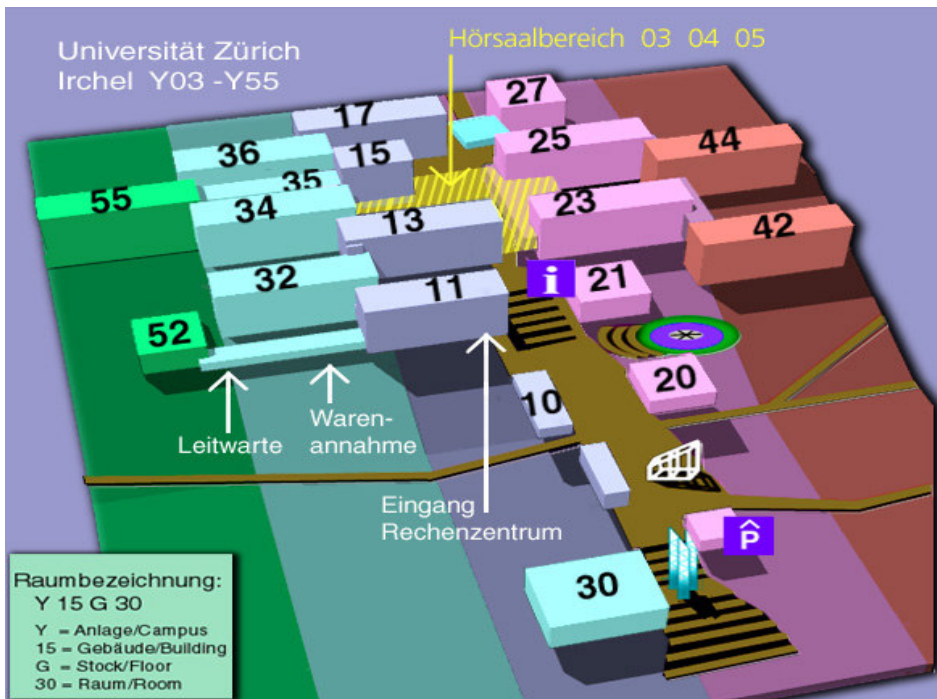 Universität Zürich
Irchel Y03 -Y55
Hörsaalbereich 03 04 05
27
17
25
44
36
15
35
55
34
23
13
42
32
i
21
11
52
20
10
Leitwarte
Waren-
annahme
Eingang
Rechenzentrum
P
30
Raumbezeichnung:
Y 15 G 30
Y = Anlage/Campus
15 = Gebäude/Building
G = Stock/Floor
30 = Raum/Room